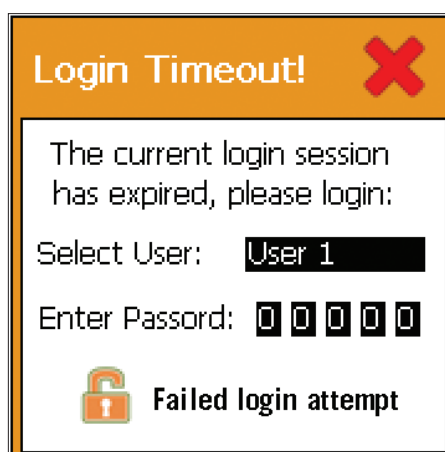 Login Timeout!
The current login session
has expired, please login:
Select User: User 1
Enter Passord: 0 0 0 0 0
Failed login attempt